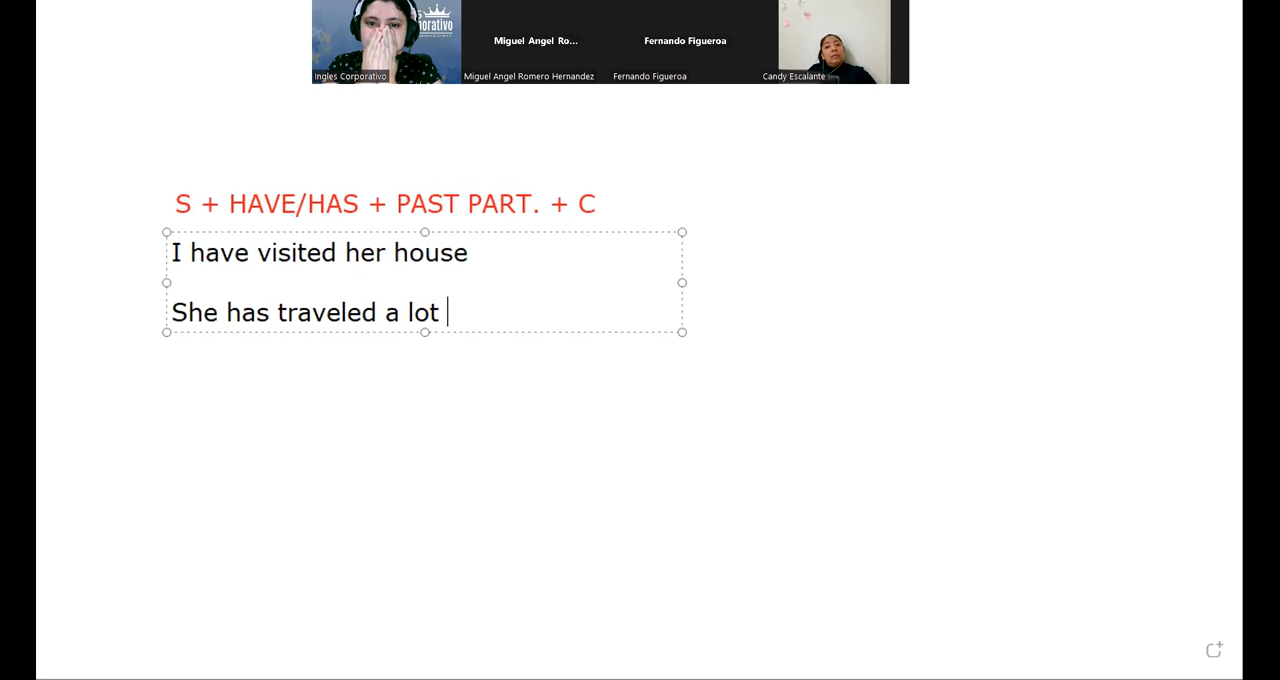 orativo
Miguel Angel Ro...
Fernando Figueroa
Ingles Corporativo
Miguel Angel Romero Hernandez
Fernando Figueroa
Candy Escalante
S + HAVE/HAS + PAST PART. + C
I have visited her house
She has traveled a lot